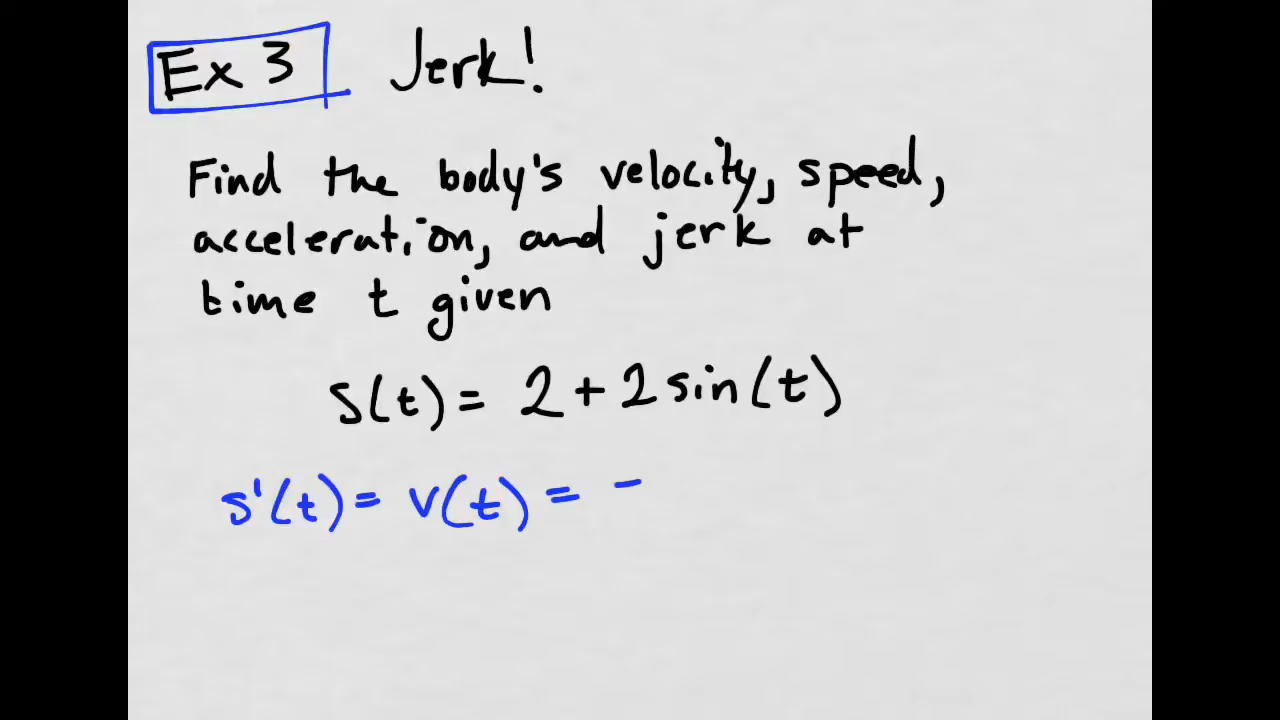 Ex 3 Jerk!
Find the body's velocity, speed,
acceleration, and jerk at
time t given
s(t) = 2 + 2 sin(t)
s'(t) = v(t) = -